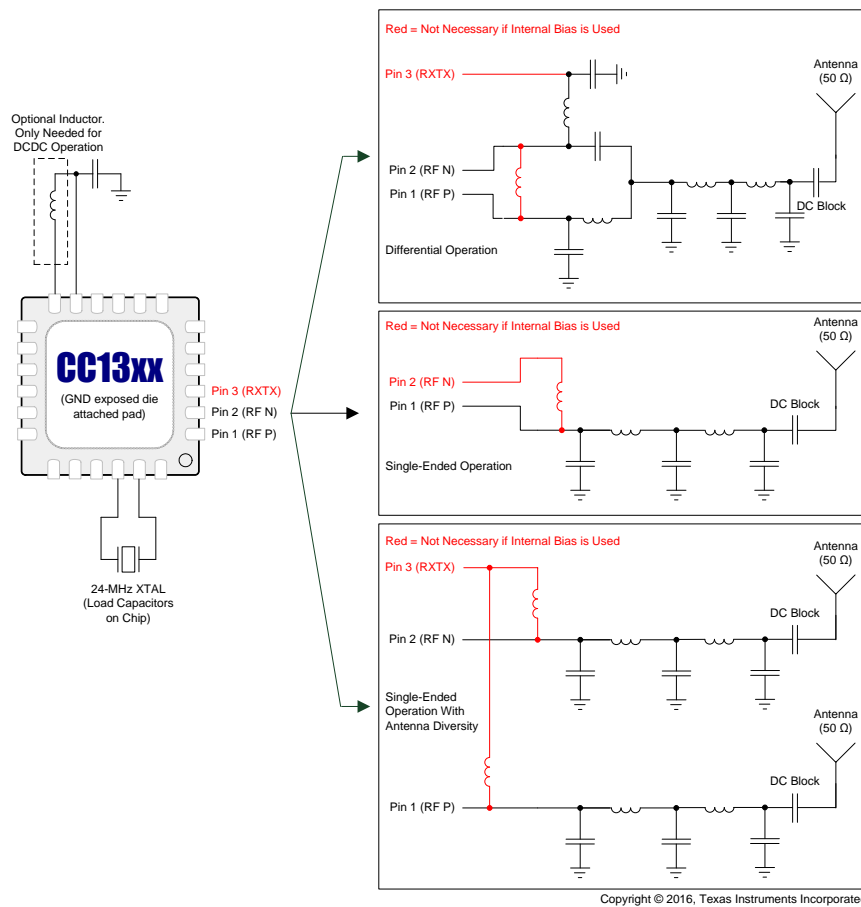 Optional Inductor.
Only Needed for
DCDC Operation
CC13xx
(GND exposed die
attached pad)
Pin 3 (RXTX)
Pin 2 (RF N)
Pin 1 (RF P)
24-MHz XTAL
(Load Capacitors
on Chip)
Red = Not Necessary if Internal Bias is Used
Pin 3 (RXTX)
Pin 2 (RF N)
Pin 1 (RF P)
Differential Operation
Antenna
(50 Ω)
DC Block
Red = Not Necessary if Internal Bias is Used
Pin 2 (RF N)
Pin 1 (RF P)
Single-Ended Operation
Antenna
(50 Ω)
DC Block
Red = Not Necessary if Internal Bias is Used
Pin 3 (RXTX)
Pin 2 (RF N)
Antenna
(50 Ω)
DC Block
Single-Ended
Operation With
Antenna Diversity
Pin 1 (RF P)
Antenna
(50 Ω)
DC Block
Copyright © 2016, Texas Instruments Incorporate